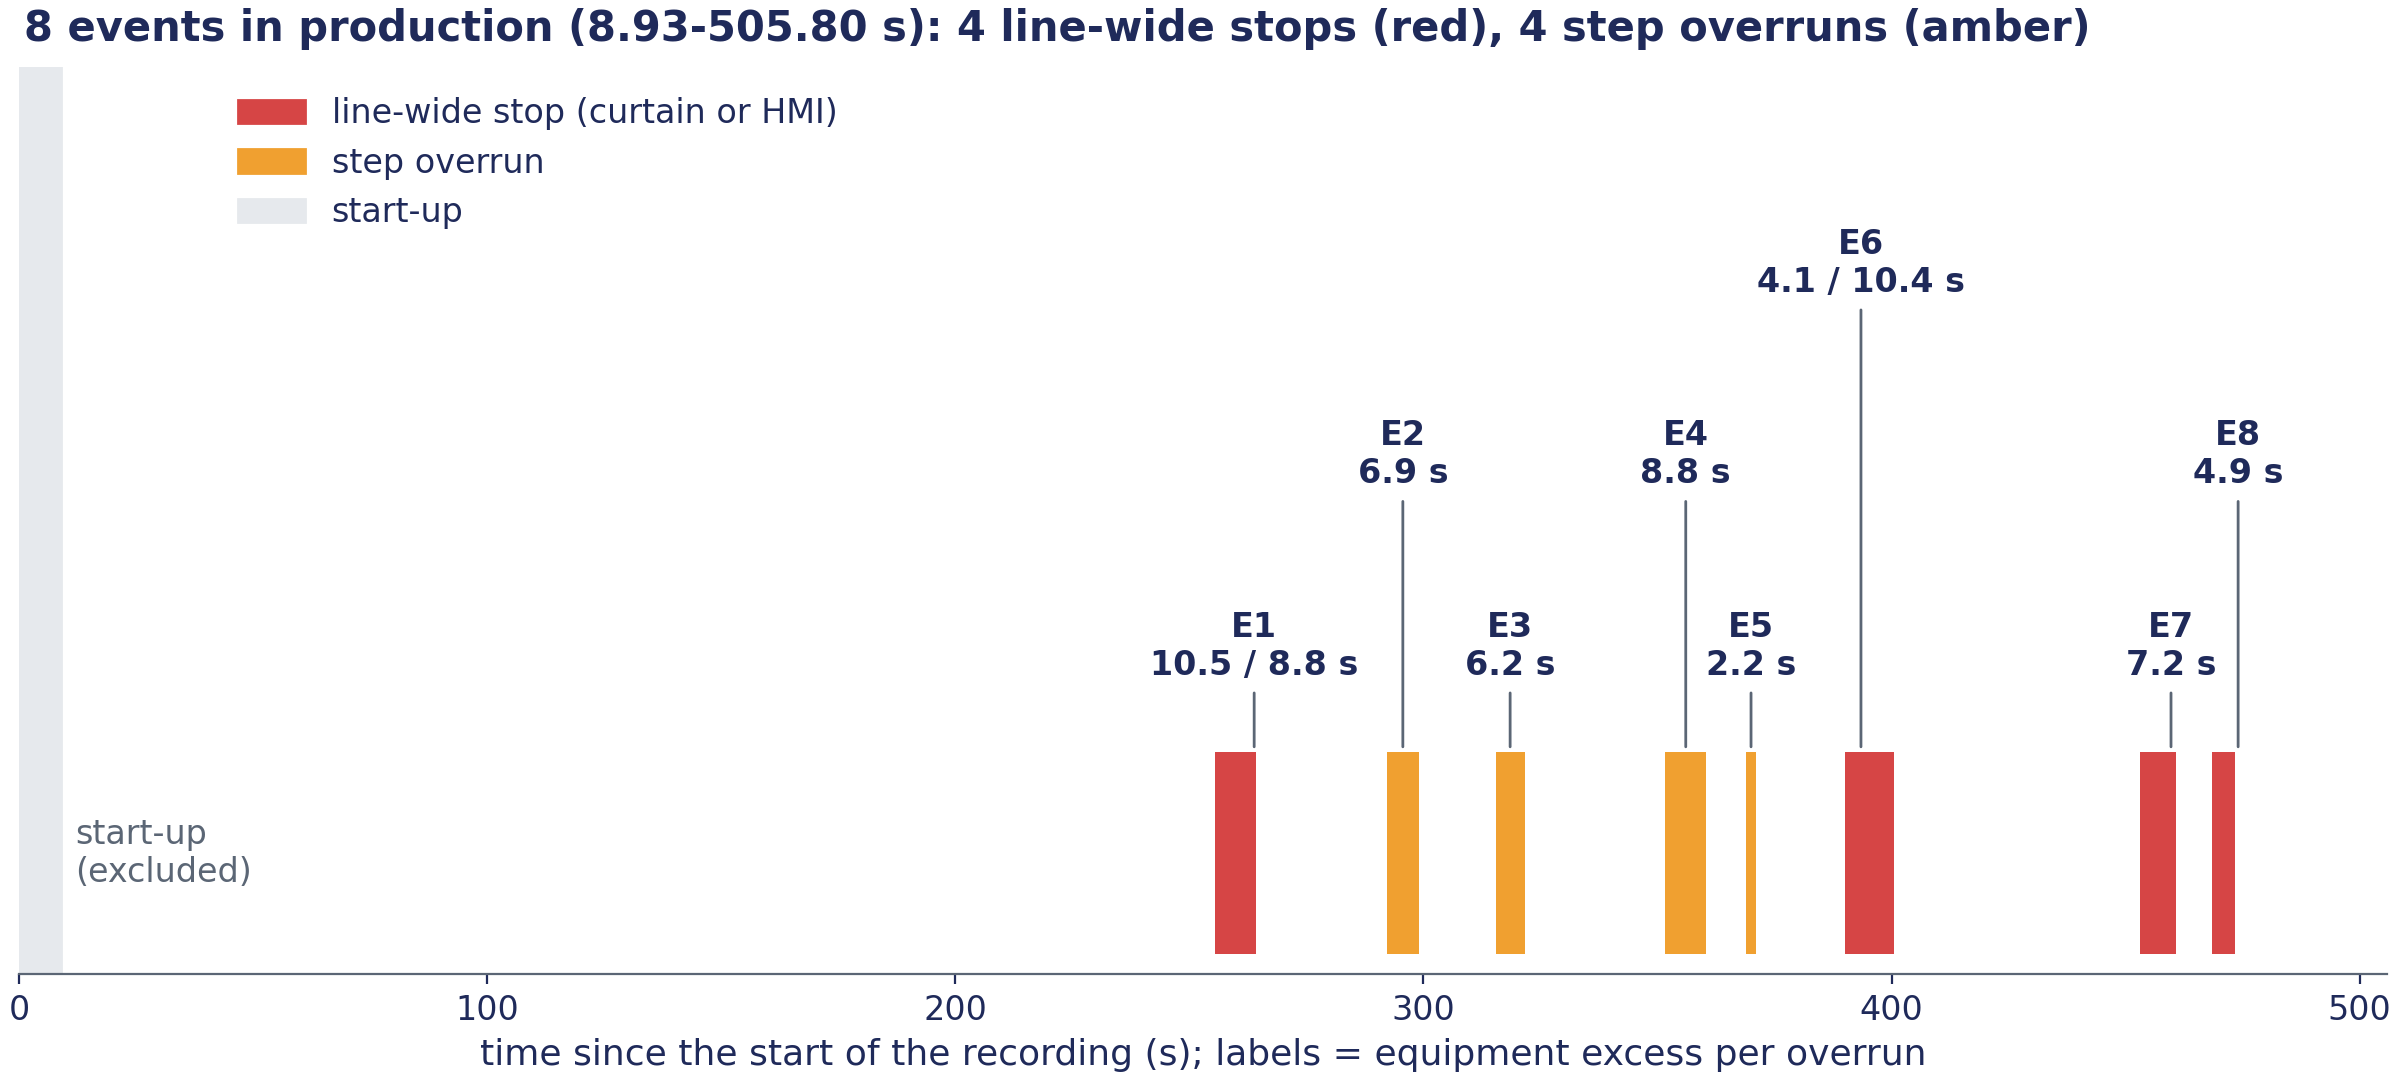 8 events in production (8.93-505.80 s): 4 line-wide stops (red), 4 step overruns (amber)
line-wide stop (curtain or HMI)
step overrun
start-up
E6
4.1 / 10.4 s
E2
6.9 s
E4
8.8 s
E8
4.9 s
E1
10.5 / 8.8 s
E3
6.2 s
E5
2.2 s
E7
7.2 s
start-up
(excluded)
0 100 200 300 400 500
time since the start of the recording (s); labels = equipment excess per overrun